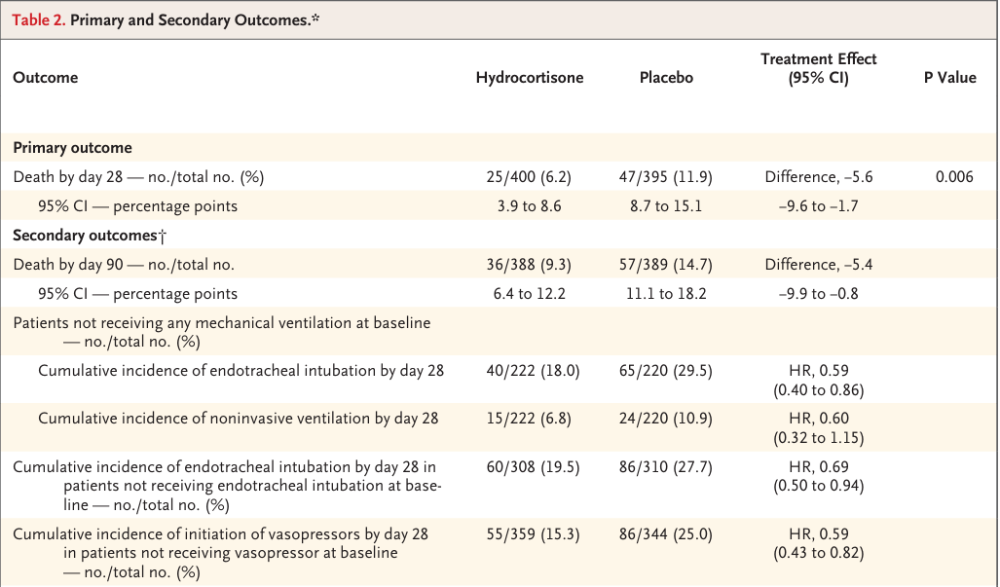 Table 2. Primary and Secondary Outcomes.*
Outcome Hydrocortisone Placebo Treatment Effect (95% CI) P Value
Primary outcome
Death by day 28 — no./total no. (%) 25/400 (6.2) 47/395 (11.9) Difference, –5.6 0.006
95% CI — percentage points 3.9 to 8.6 8.7 to 15.1 –9.6 to –1.7
Secondary outcomes†
Death by day 90 — no./total no. 36/388 (9.3) 57/389 (14.7) Difference, –5.4
95% CI — percentage points 6.4 to 12.2 11.1 to 18.2 –9.9 to –0.8
Patients not receiving any mechanical ventilation at baseline
— no./total no. (%)
Cumulative incidence of endotracheal intubation by day 28 40/222 (18.0) 65/220 (29.5) HR, 0.59
(0.40 to 0.86)
Cumulative incidence of noninvasive ventilation by day 28 15/222 (6.8) 24/220 (10.9) HR, 0.60
(0.32 to 1.15)
Cumulative incidence of endotracheal intubation by day 28 in 60/308 (19.5) 86/310 (27.7) HR, 0.69
patients not receiving endotracheal intubation at base- (0.50 to 0.94)
line — no./total no. (%)
Cumulative incidence of initiation of vasopressors by day 28 55/359 (15.3) 86/344 (25.0) HR, 0.59
in patients not receiving vasopressor at baseline (0.43 to 0.82)
— no./total no. (%)